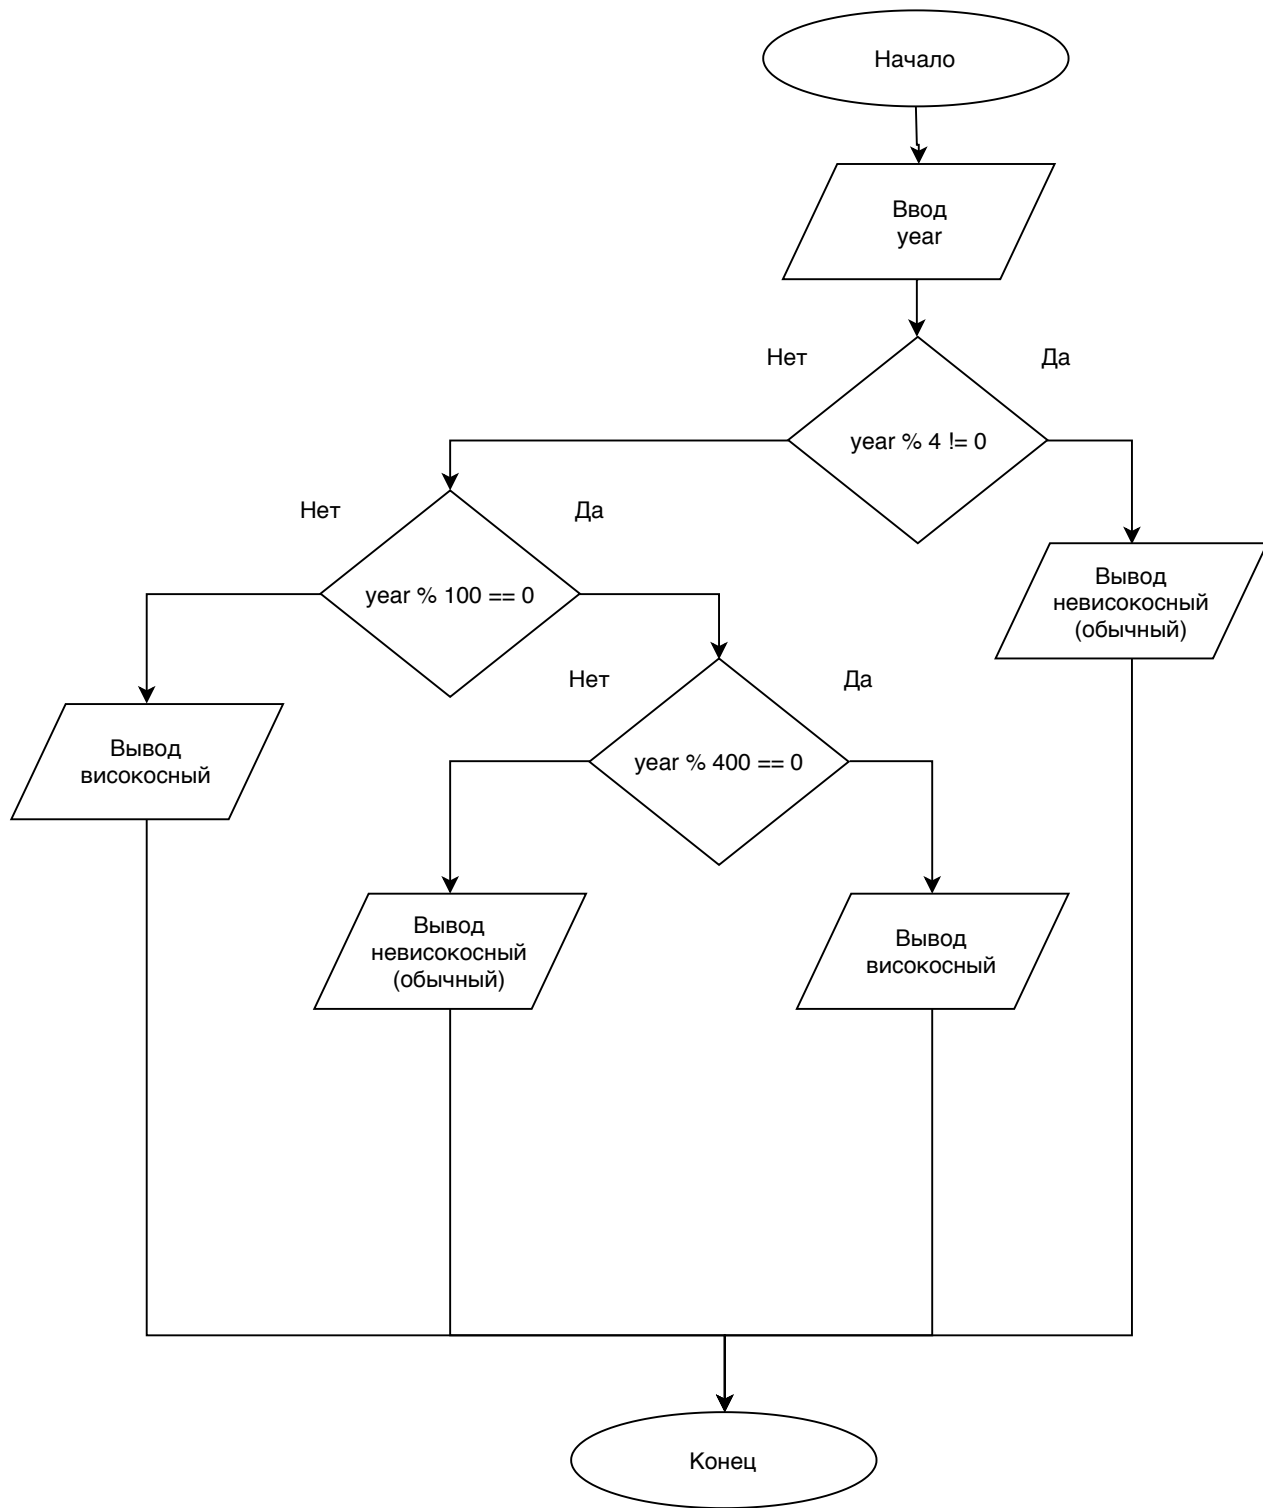 Начало
Ввод
year
Нет
Да
year % 4 != 0
Нет
Да
year % 100 == 0
Вывод
невисокосный
(обычный)
Нет
Да
year % 400 == 0
Вывод
високосный
Вывод
невисокосный
(обычный)
Вывод
високосный
Конец